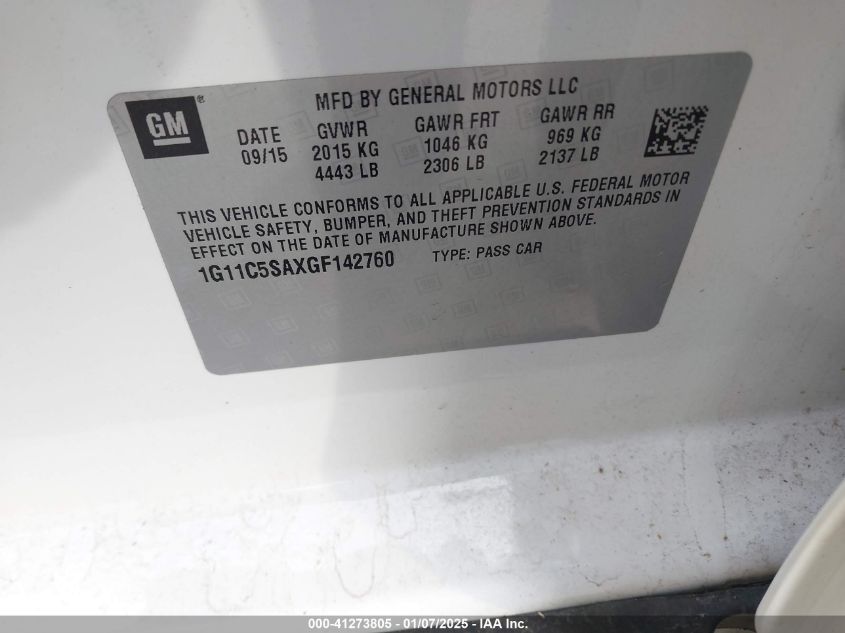 GM ®
MFD BY GENERAL MOTORS LLC
DATE GVWR GAWR FRT GAWR RR
09/15 2015 KG 1046 KG 969 KG
4443 LB 2306 LB 2137 LB
THIS VEHICLE CONFORMS TO ALL APPLICABLE U.S. FEDERAL MOTOR
VEHICLE SAFETY, BUMPER, AND THEFT PREVENTION STANDARDS IN
EFFECT ON THE DATE OF MANUFACTURE SHOWN ABOVE.
1G11C5SAXGF142760 TYPE: PASS CAR
000-41273805 - 01/07/2025 - IAA Inc.